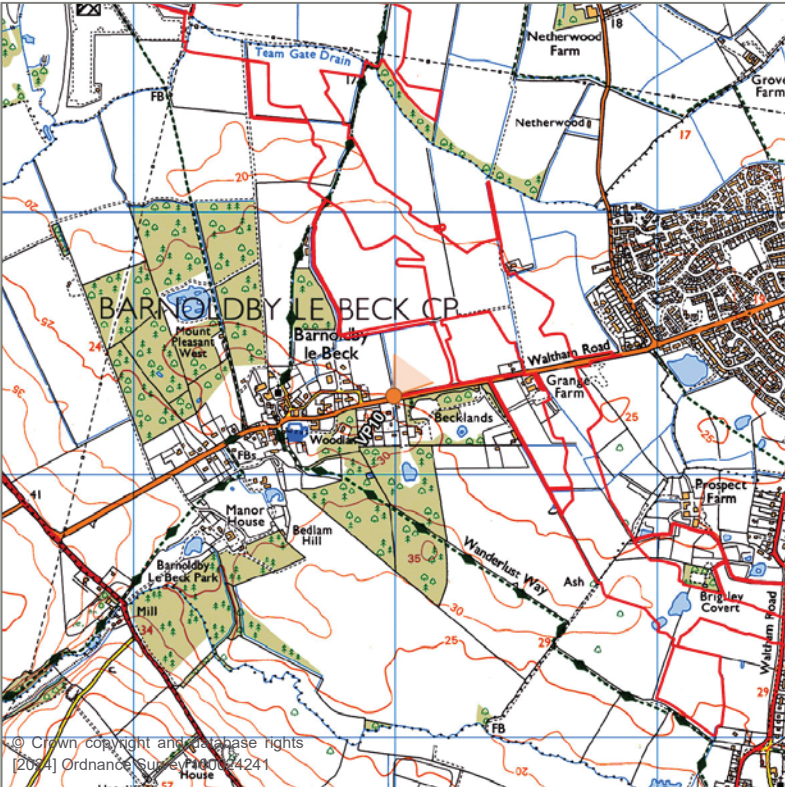 18
Netherwood
Farm
Team Gate Drain
17
Grove
Farm
FB
Netherwood
17
20
20
BARNOLDBY LE BECK CP
19
25
Mount
Pleasant
West
Barnoldby
le Beck
24
Waltham Road
35
Grange
Farm
25
25
Becklands
VP10
FBs
30
41
Prospect
Farm
Manor
House
Bedlam
Hill
Wanderlust Way
35
Barnoldby
Le Beck Park
Ash
Brigsley
Covert
Mill
34
30
25
29
Waltham Road
29
FB
© Crown copyright and database rights
[2024] Ordnance Survey 100024241
House
20
57